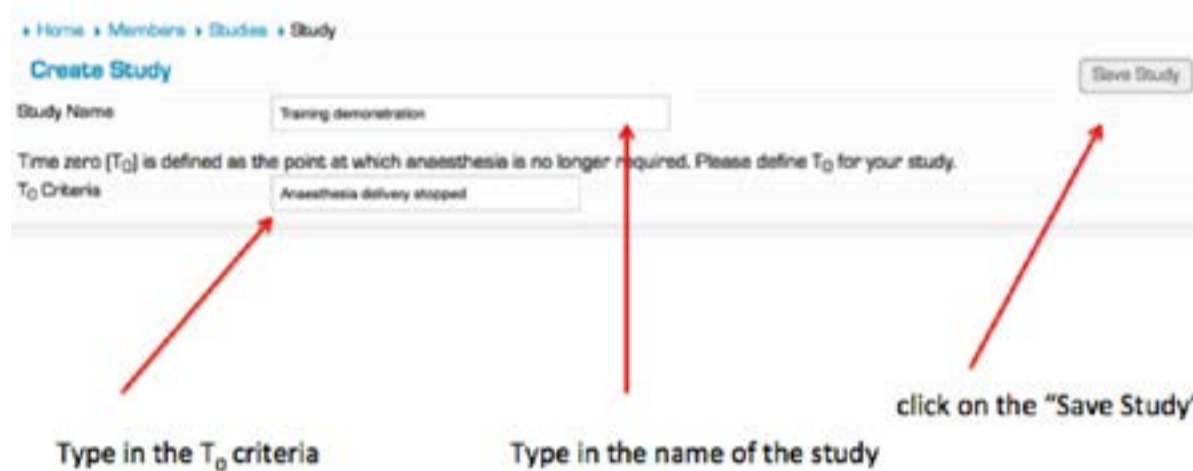 Home Members Studies Study
Create Study
Save Study
Study Name
Training demonstration
Time zero [T0] is defined as the point at which anaesthesia is no longer required. Please define T0 for your study.
T0 Criteria
Anaesthesia delivery stopped
click on the “Save Study”
Type in the T0 criteria
Type in the name of the study